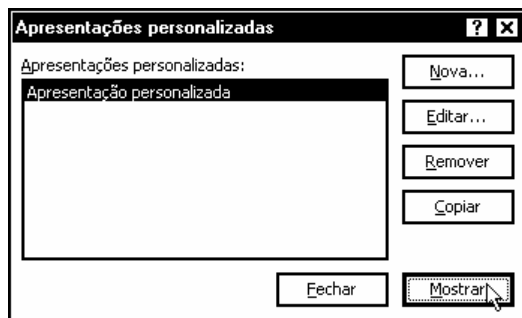 Apresentações personalizadas
Apresentações personalizadas:
Apresentação personalizada
Nova...
Editar...
Remover
Copiar
Fechar
Mostrar